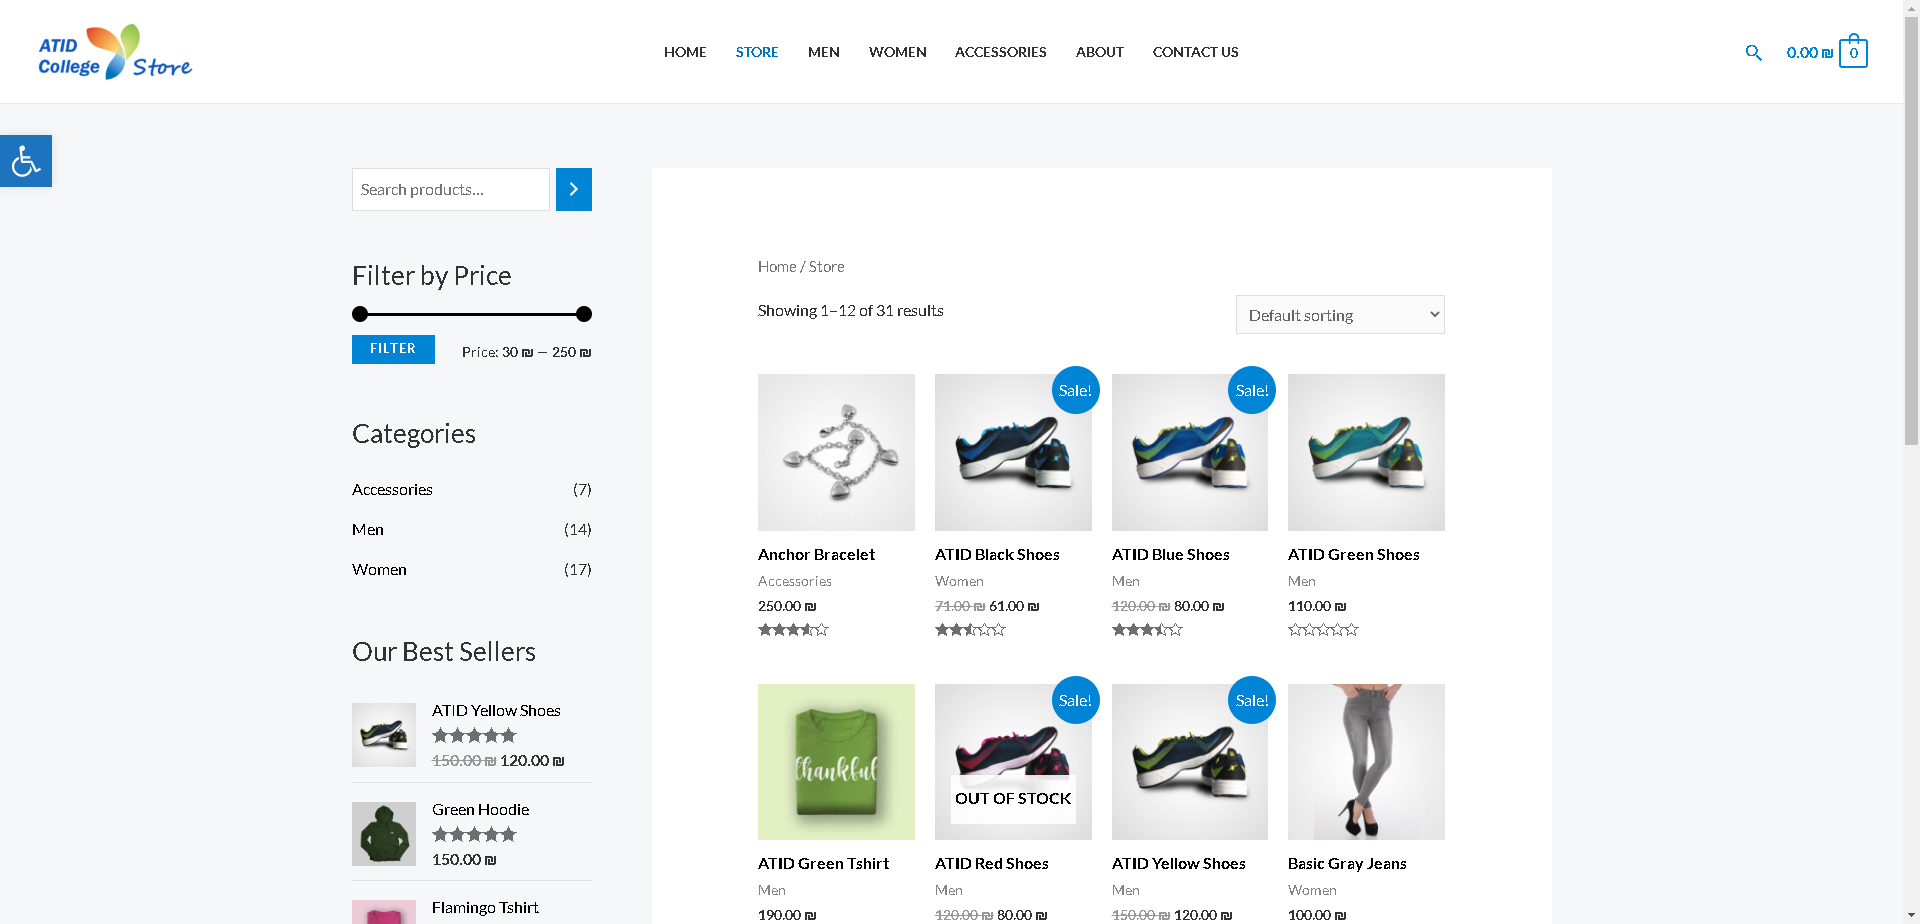 ATID
College Store
HOME
STORE
MEN
WOMEN
ACCESSORIES
ABOUT
CONTACT US
0.00 ₪
0
Search products…
Filter by Price
FILTER
Price: 30 ₪ — 250 ₪
Categories
Accessories (7)
Men (14)
Women (17)
Our Best Sellers
ATID Yellow Shoes
150.00 ₪ 120.00 ₪
Green Hoodie
150.00 ₪
Flamingo Tshirt
Home / Store
Showing 1–12 of 31 results
Default sorting
Anchor Bracelet
Accessories
250.00 ₪
Sale!
ATID Black Shoes
Women
71.00 ₪ 61.00 ₪
Sale!
ATID Blue Shoes
Men
120.00 ₪ 80.00 ₪
ATID Green Shoes
Men
110.00 ₪
thankful
ATID Green Tshirt
Men
190.00 ₪
Sale!
OUT OF STOCK
ATID Red Shoes
Men
120.00 ₪ 80.00 ₪
Sale!
ATID Yellow Shoes
Men
150.00 ₪ 120.00 ₪
Basic Gray Jeans
Women
100.00 ₪